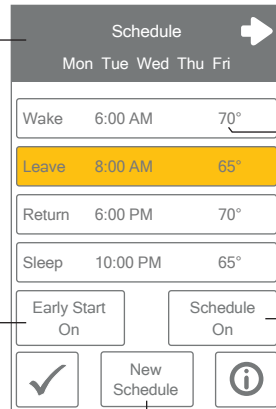 Schedule
Mon Tue Wed Thu Fri
Wake 6:00 AM 70°
Leave 8:00 AM 65°
Return 6:00 PM 70°
Sleep 10:00 PM 65°
Early Start
On
Schedule
On
New
Schedule